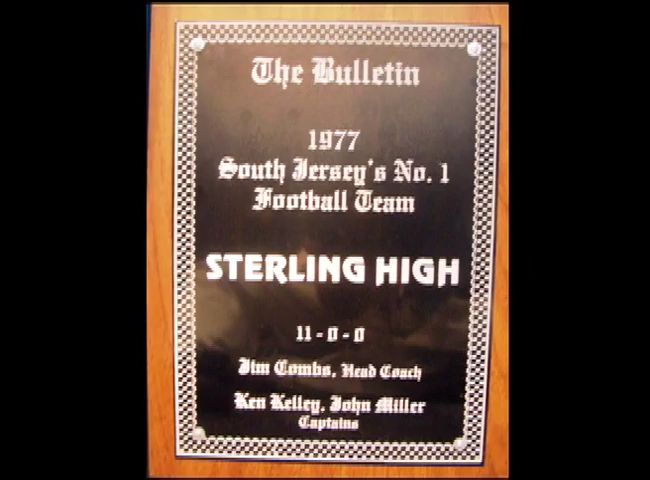 The Bulletin
1977
South Jersey's No. 1
Football Team
STERLING HIGH
11-0-0
Jim Combs, Head Coach
Ken Kelley, John Miller
Captains